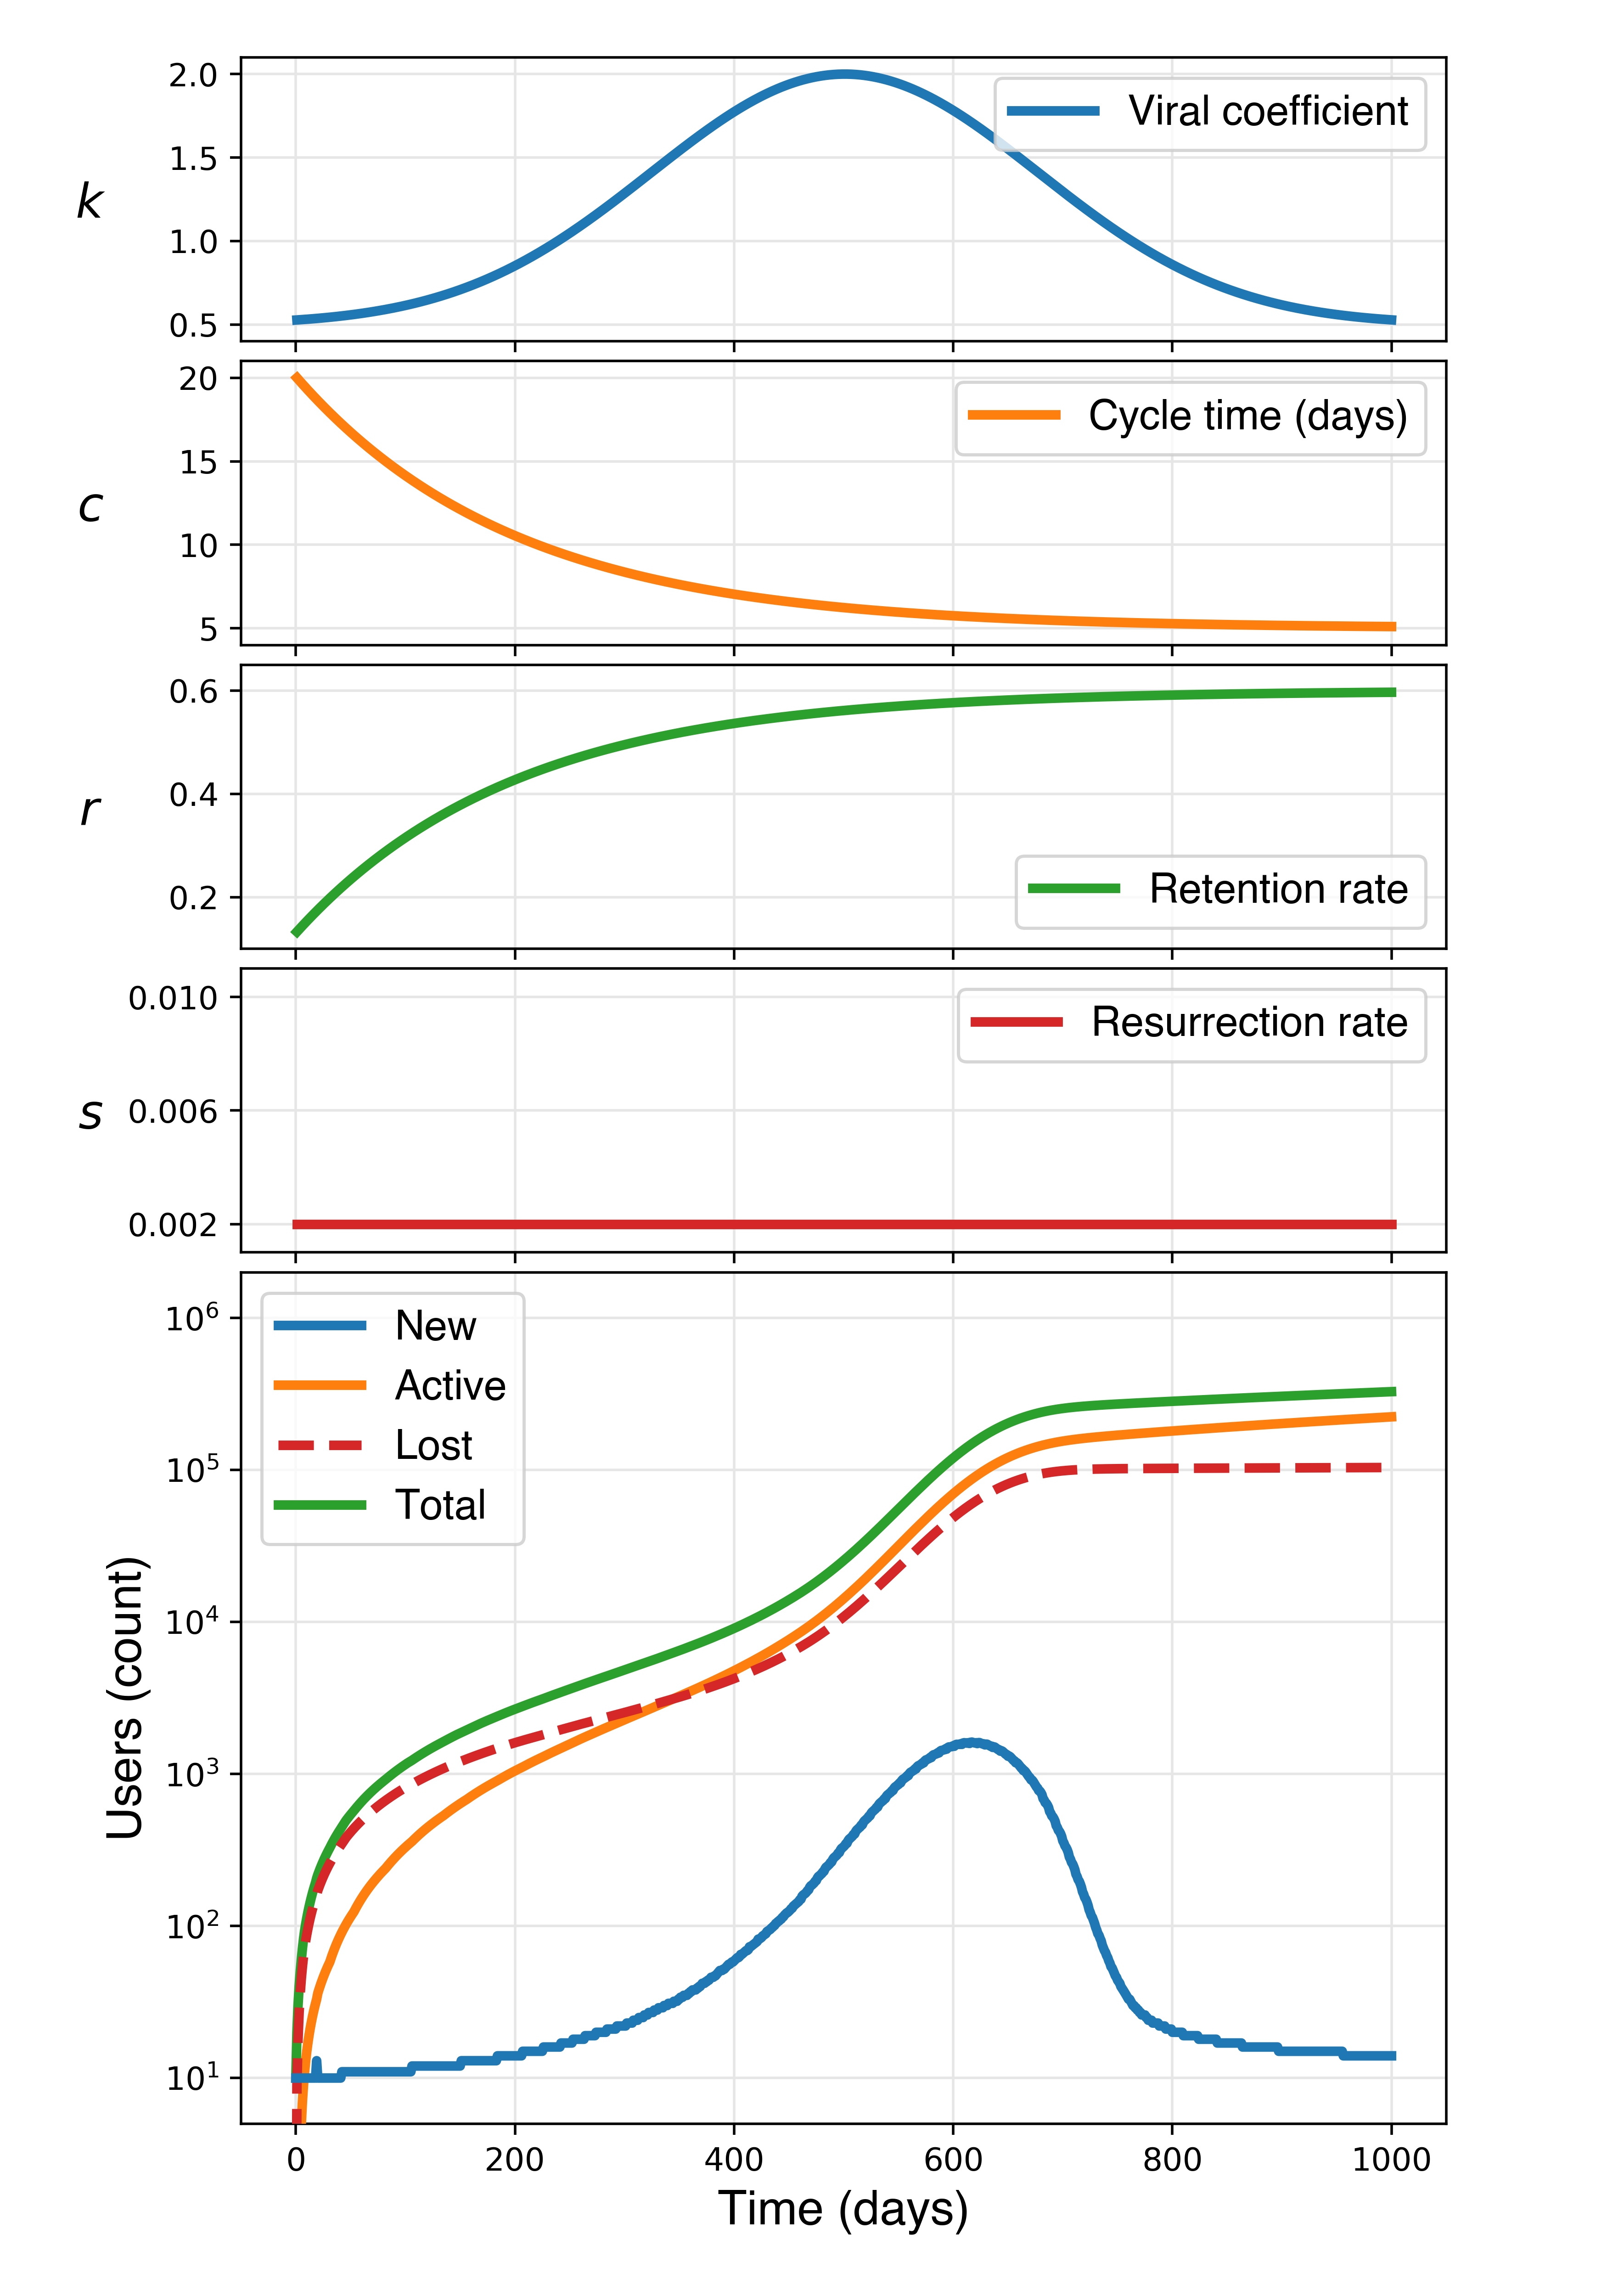 2.0
1.5
1.0
0.5
k
Viral coefficient
20
15
10
5
c
Cycle time (days)
0.6
0.4
0.2
r
Retention rate
0.010
0.006
0.002
s
Resurrection rate
10⁶
10⁵
10⁴
10³
10²
10¹
Users (count)
New
Active
Lost
Total
0 200 400 600 800 1000
Time (days)